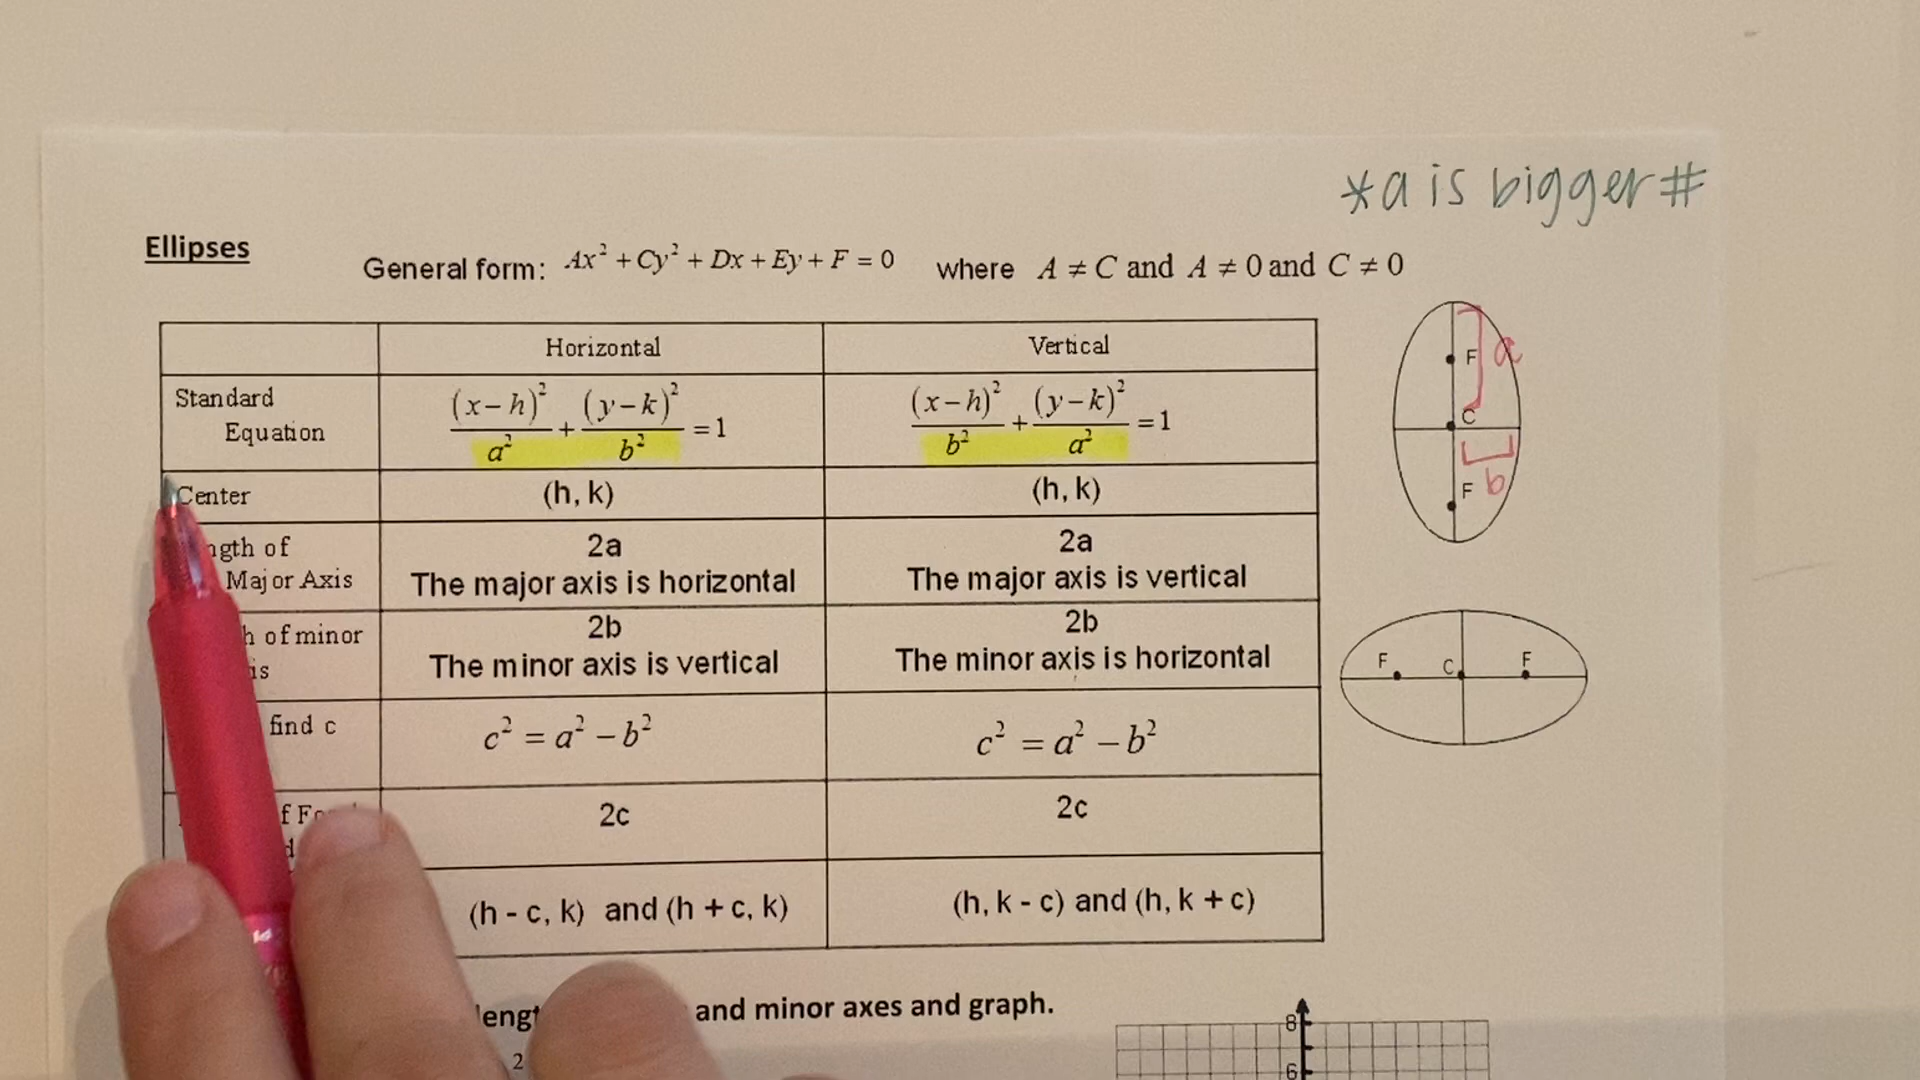 *a is bigger #
Ellipses
General form: Ax² + Cy² + Dx + Ey + F = 0 where A ≠ C and A ≠ 0 and C ≠ 0
Horizontal Vertical
Standard Equation (x-h)²/a² + (y-k)²/b² = 1 (x-h)²/b² + (y-k)²/a² = 1
Center (h, k) (h, k)
of 2a 2a
Major Axis The major axis is horizontal The major axis is vertical
of minor 2b 2b
The minor axis is vertical The minor axis is horizontal
find c c² = a² – b² c² = a² – b²
2c 2c
(h - c, k) and (h + c, k) (h, k - c) and (h, k + c)
F a
C
b
F
F C F
and minor axes and graph.
2
8
6